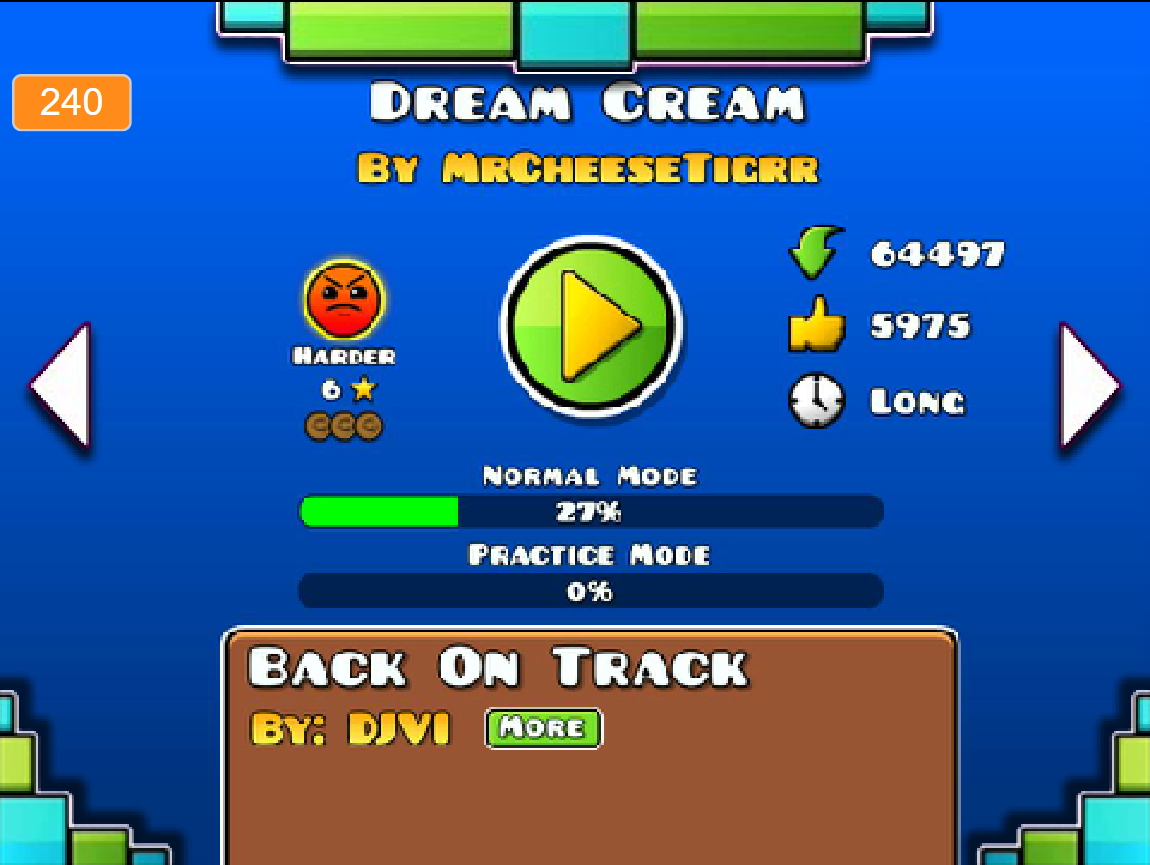 240
Dream Cream
By MrCheeseTigrr
64497
5975
Harder
6
Long
Normal Mode
27%
Practice Mode
0%
Back On Track
By: DJVI
More